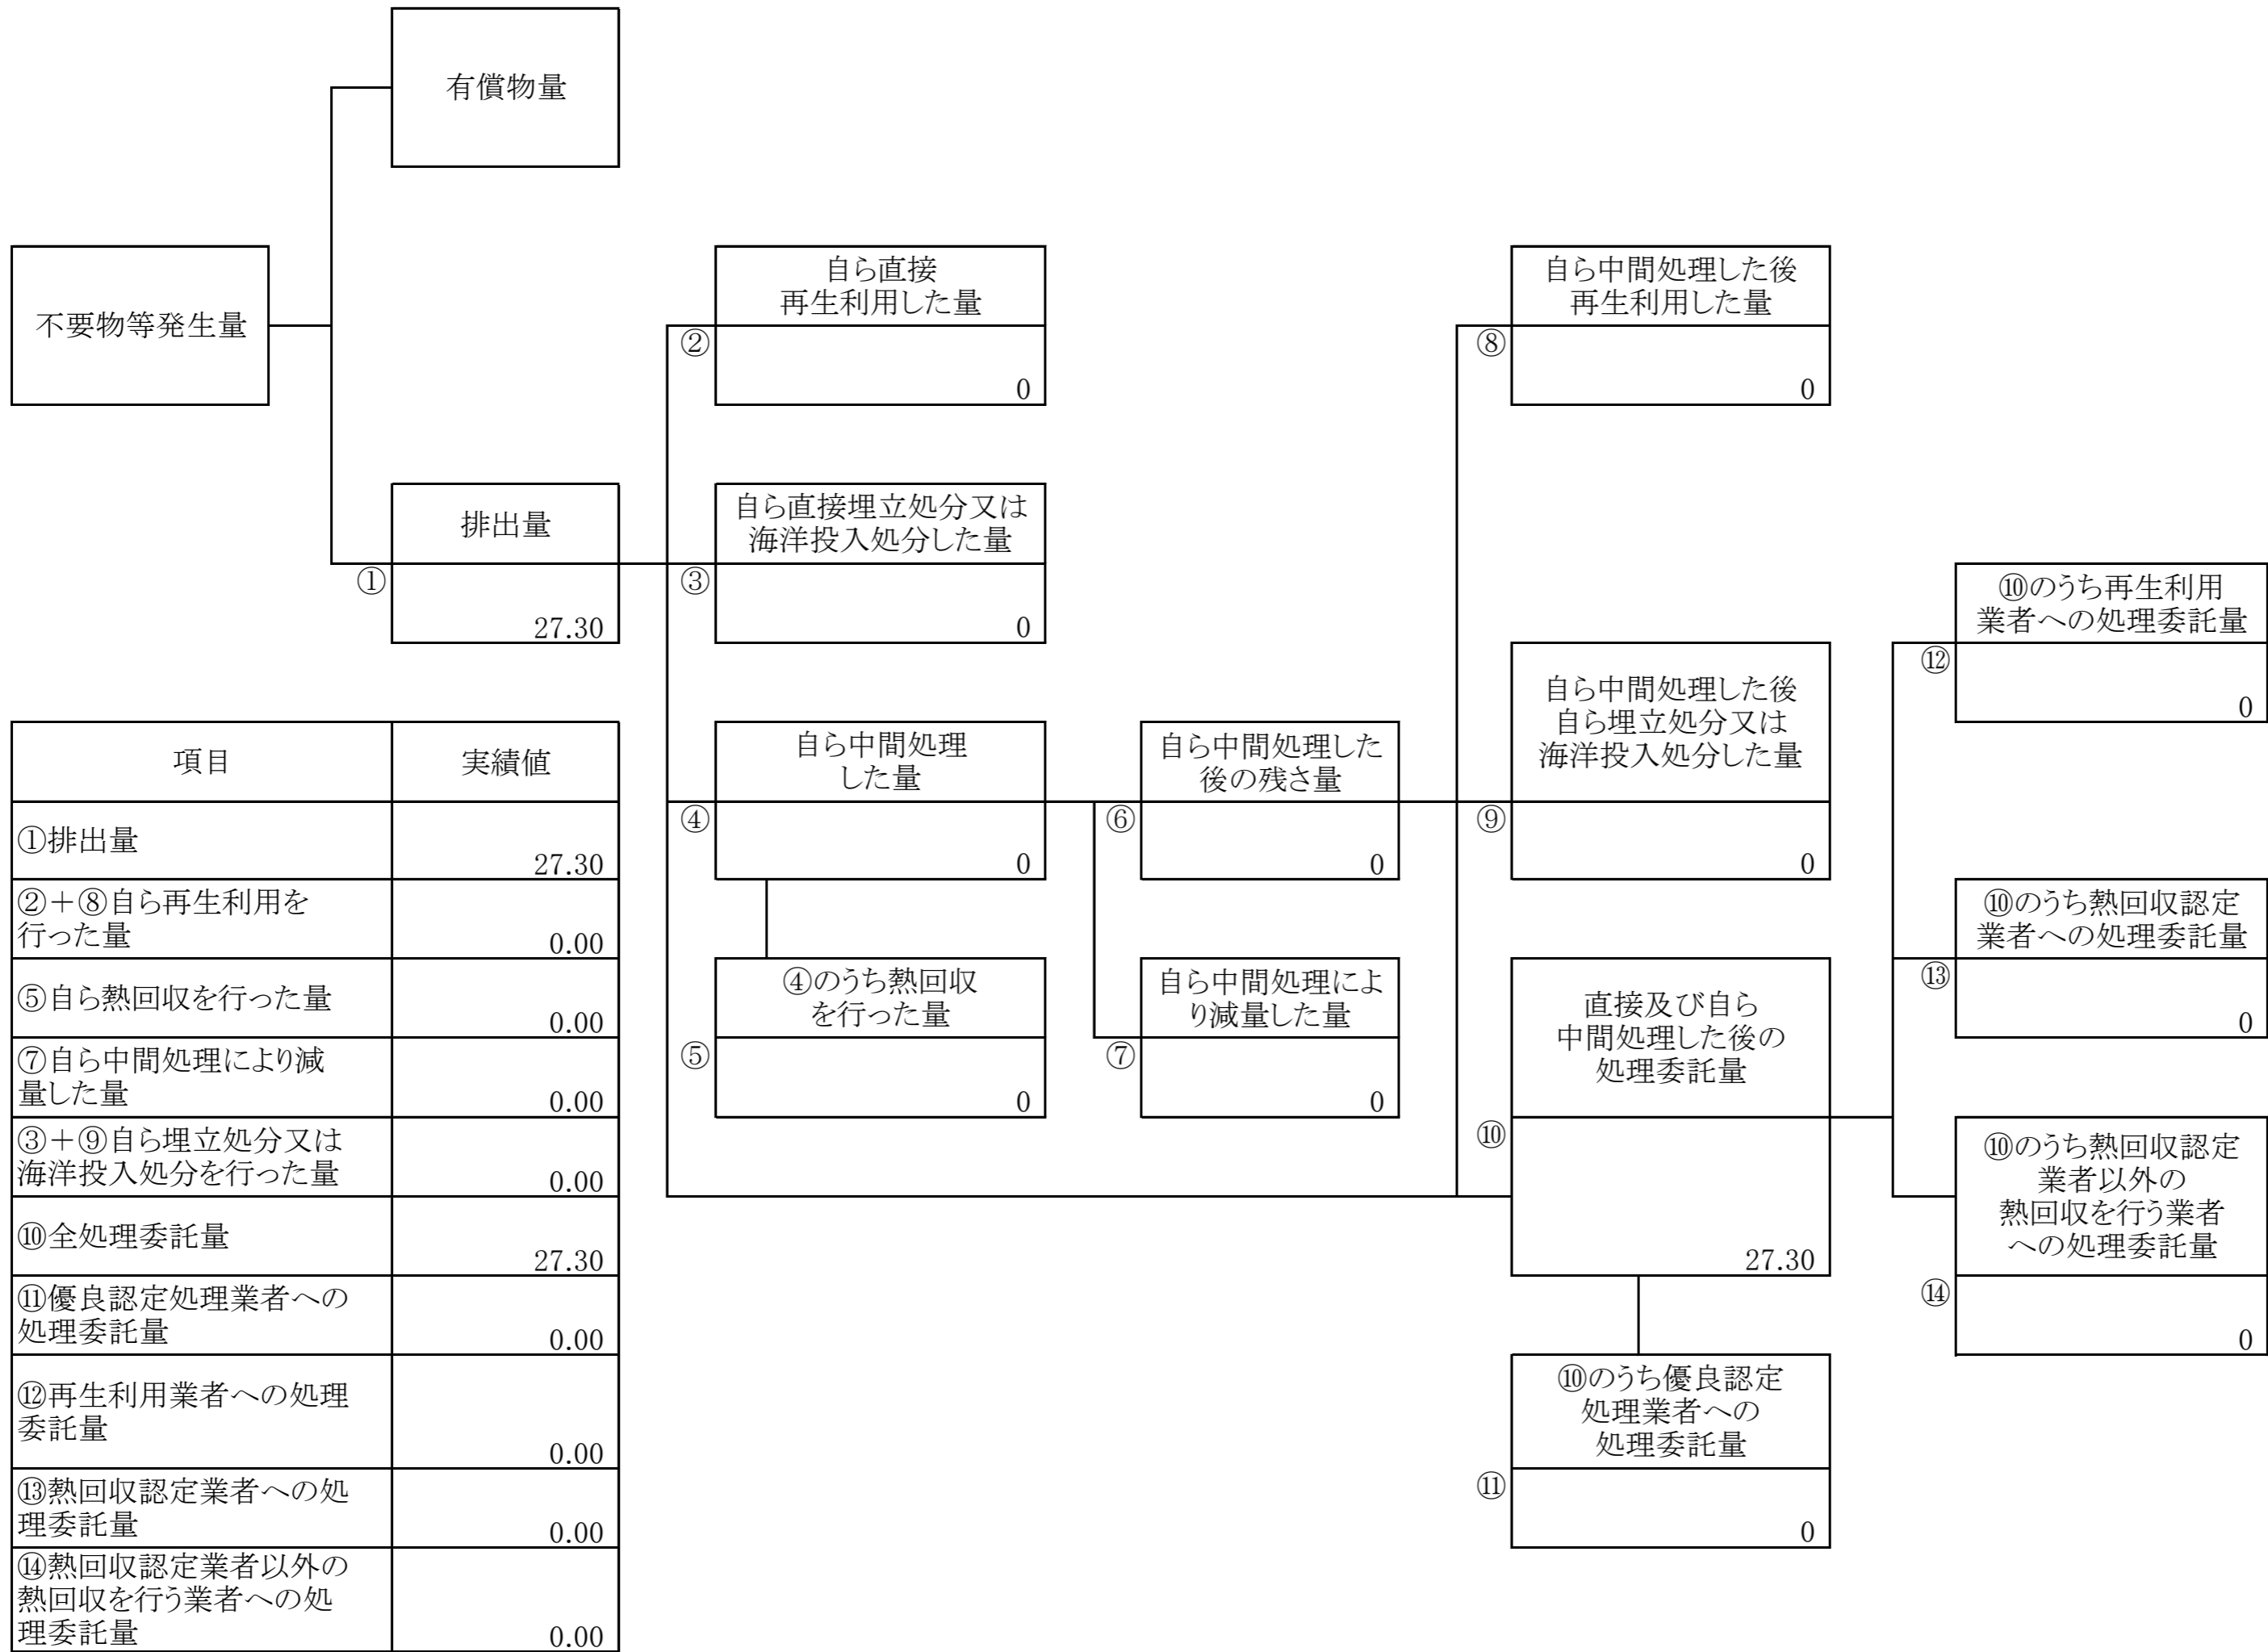 有償物量
不要物等発生量
自ら直接
再生利用した量
②
0
自ら中間処理した後
再生利用した量
⑧
0
排出量
①
27.30
自ら直接埋立処分又は
海洋投入処分した量
③
0
⑩のうち再生利用
業者への処理委託量
⑫
0
自ら中間処理
した量
④
0
自ら中間処理した
後の残さ量
⑥
0
自ら中間処理した後
自ら埋立処分又は
海洋投入処分した量
⑨
0
④のうち熱回収
を行った量
⑤
0
自ら中間処理によ
り減量した量
⑦
0
直接及び自ら
中間処理した後の
処理委託量
⑩
27.30
⑩のうち熱回収認定
業者への処理委託量
⑬
0
⑩のうち熱回収認定
業者以外の
熱回収を行う業者
への処理委託量
⑭
0
⑩のうち優良認定
処理業者への
処理委託量
⑪
0
項目 実績値
①排出量
27.30
②＋⑧自ら再生利用を
行った量
0.00
⑤自ら熱回収を行った量
0.00
⑦自ら中間処理により減
量した量
0.00
③＋⑨自ら埋立処分又は
海洋投入処分を行った量
0.00
⑩全処理委託量
27.30
⑪優良認定処理業者への
処理委託量
0.00
⑫再生利用業者への処理
委託量
0.00
⑬熱回収認定業者への処
理委託量
0.00
⑭熱回収認定業者以外の
熱回収を行う業者への処
理委託量
0.00